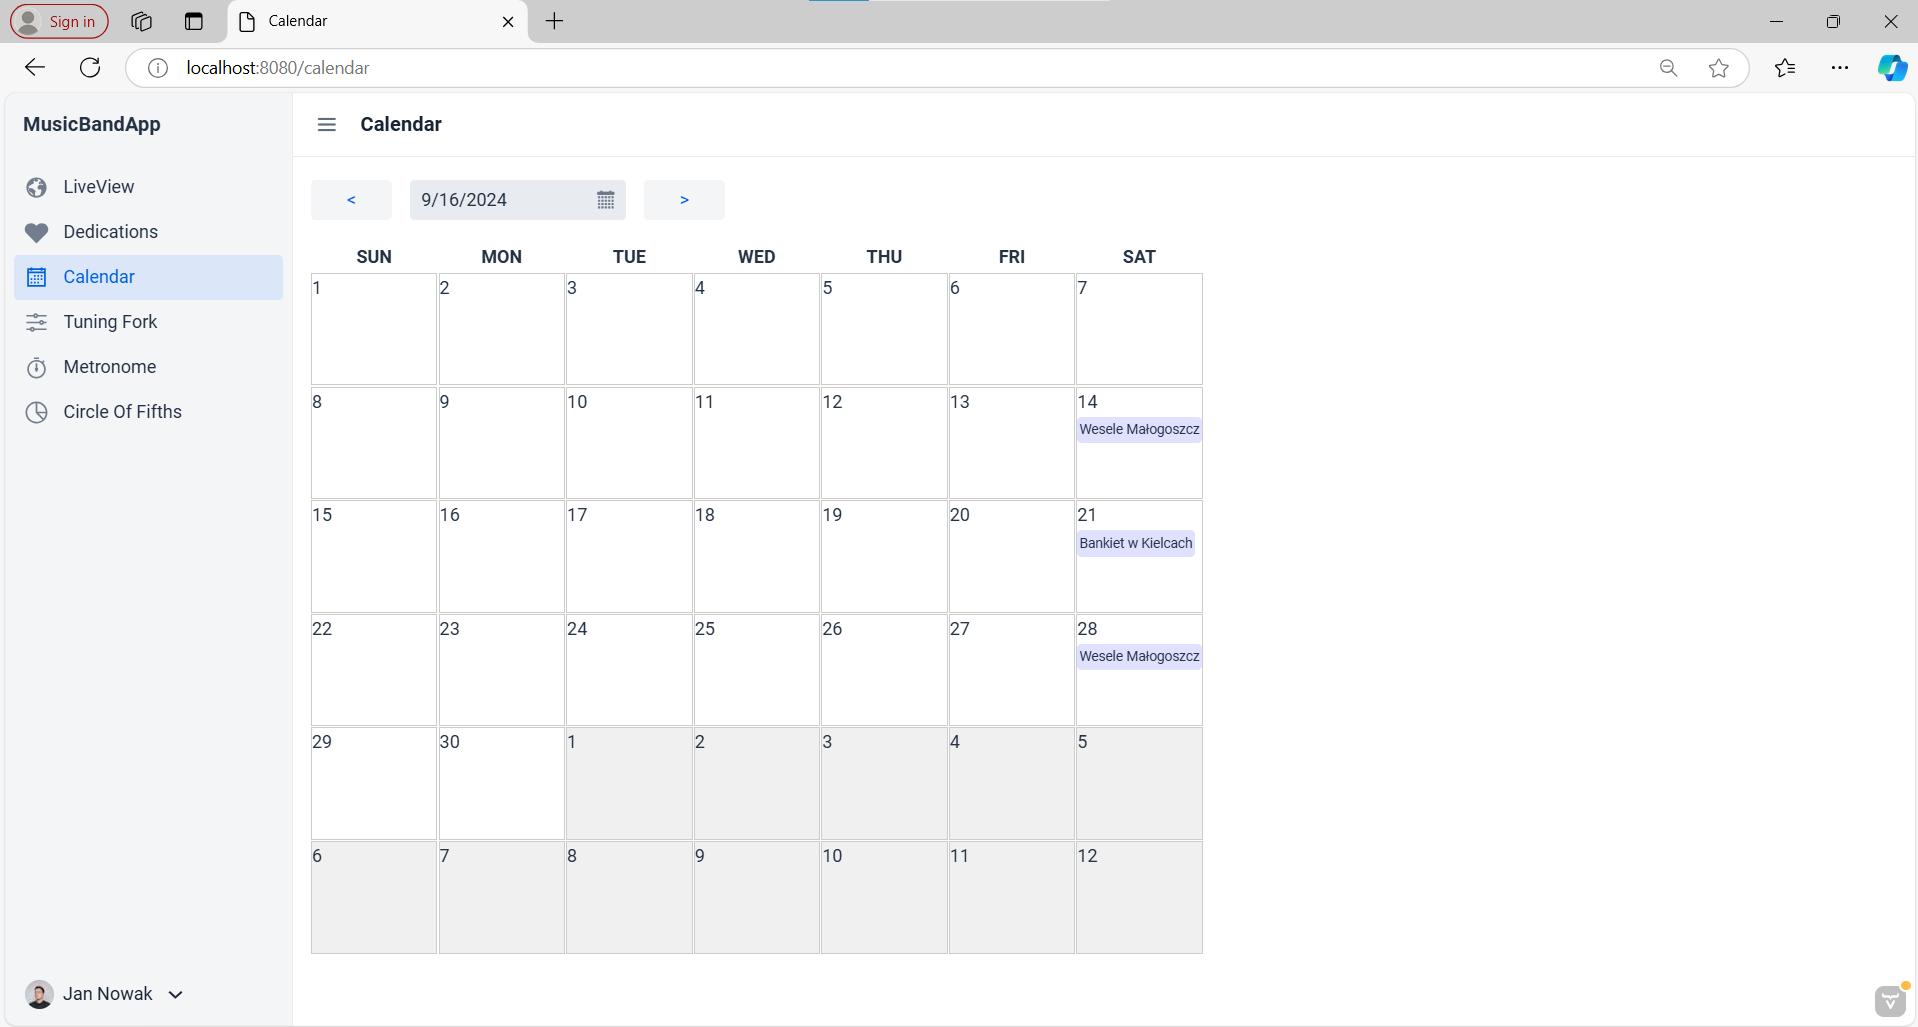 Sign in
Calendar
localhost:8080/calendar
MusicBandApp
Calendar
LiveView
Dedications
Calendar
Tuning Fork
Metronome
Circle Of Fifths
< 9/16/2024 >
SUN MON TUE WED THU FRI SAT
1 2 3 4 5 6 7
8 9 10 11 12 13 14
Wesele Małogoszcz
15 16 17 18 19 20 21
Bankiet w Kielcach
22 23 24 25 26 27 28
Wesele Małogoszcz
29 30 1 2 3 4 5
6 7 8 9 10 11 12
Jan Nowak